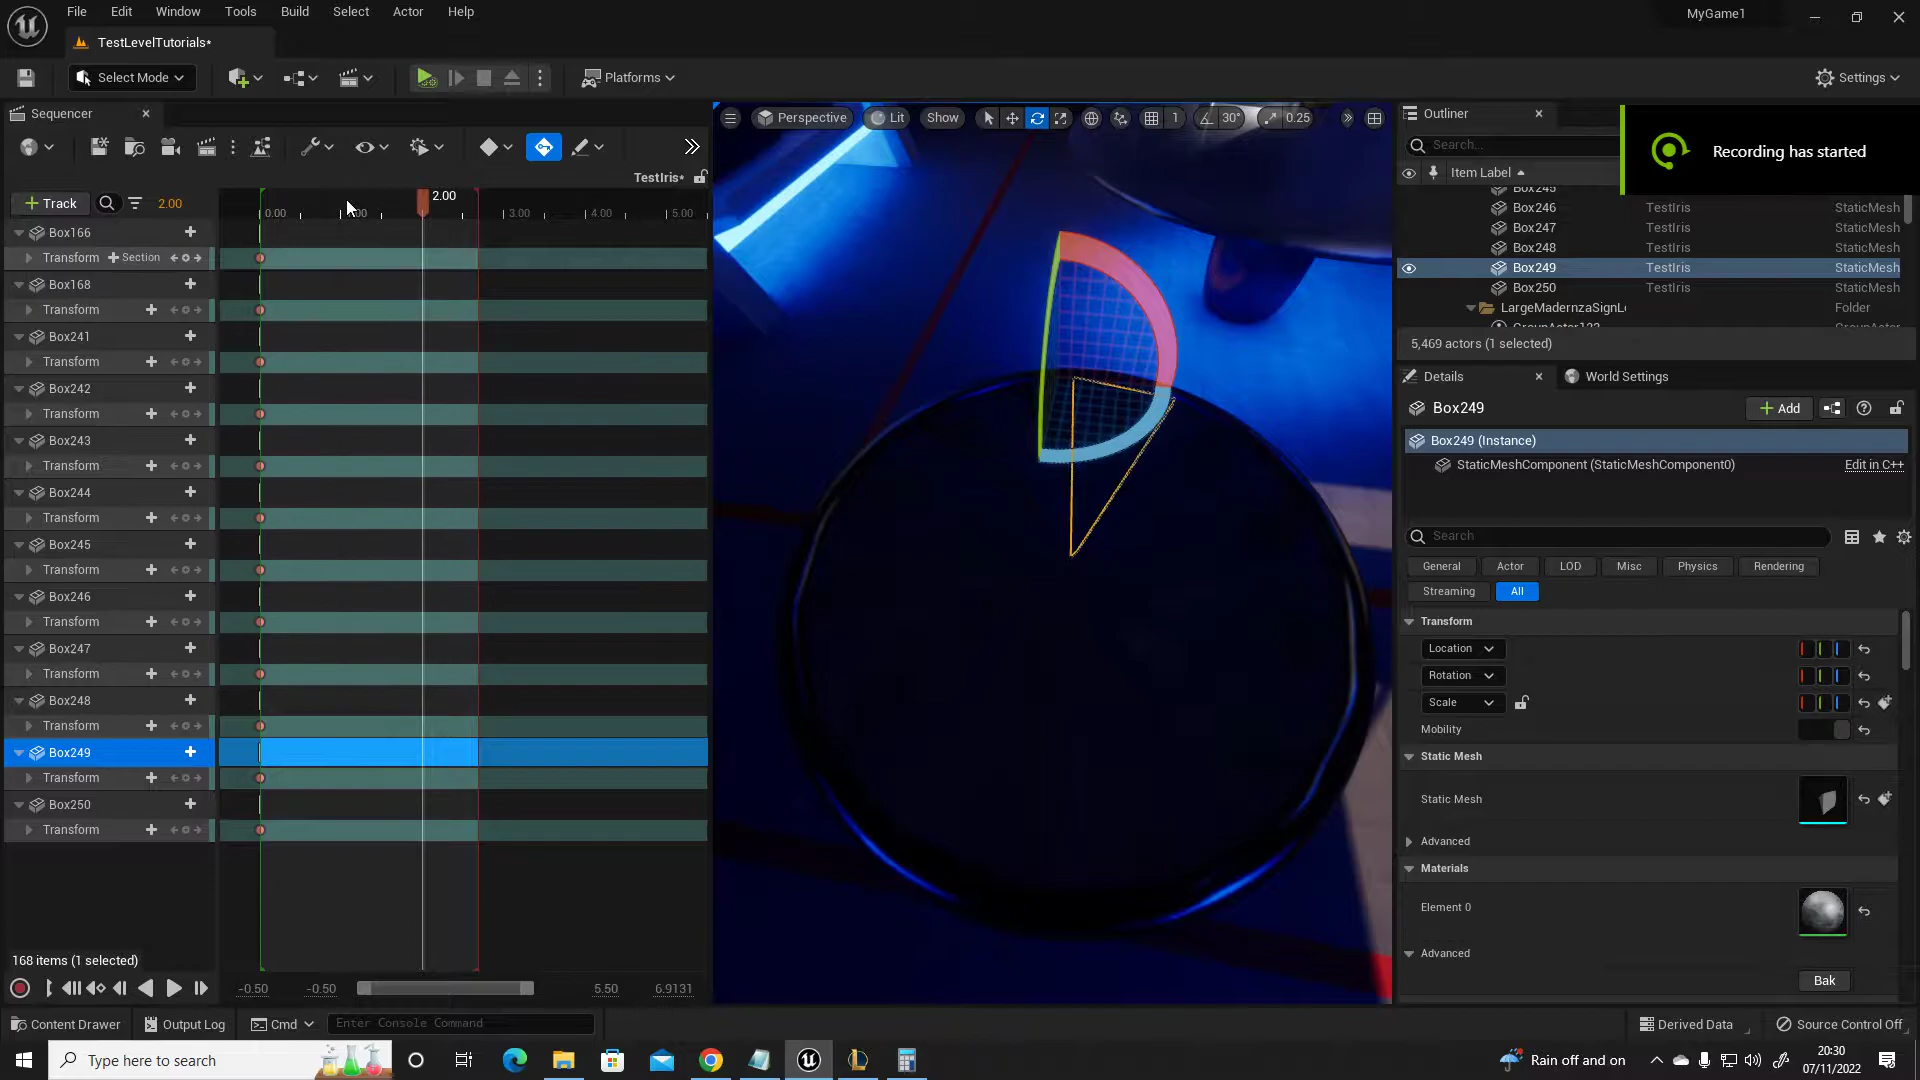 File Edit Window Tools Build Select Actor Help
MyGame1
TestLevelTutorials*
Select Mode
Platforms
Settings
Sequencer
Perspective Lit Show 1 30° 0.25
Outliner
Search...
Recording has started
TestIris*
Item Label
Track 2.00
2.00
0.00 3.00 4.00 5.00
Box245
Box246 TestIris StaticMesh
Box247 TestIris StaticMesh
Box248 TestIris StaticMesh
Box249 TestIris StaticMesh
Box250 TestIris StaticMesh
Folder
5,469 actors (1 selected)
Box166
Transform Section
Box168
Transform
Box241
Transform
Box242
Transform
Box243
Transform
Box244
Transform
Box245
Transform
Box246
Transform
Box247
Transform
Box248
Transform
Box249
Transform
Box250
Transform
168 items (1 selected)
-0.50 -0.50 5.50 6.9131
Details World Settings
Box249 Add
Box249 (Instance)
StaticMeshComponent (StaticMeshComponent0) Edit in C++
Search
General Actor LOD Misc Physics Rendering
Streaming All
Transform
Location
Rotation
Scale
Mobility
Static Mesh
Static Mesh
Advanced
Materials
Element 0
Advanced
Bak
Content Drawer Output Log Cmd Enter Console Command Derived Data Source Control Off
Type here to search
Rain off and on
20:30
07/11/2022